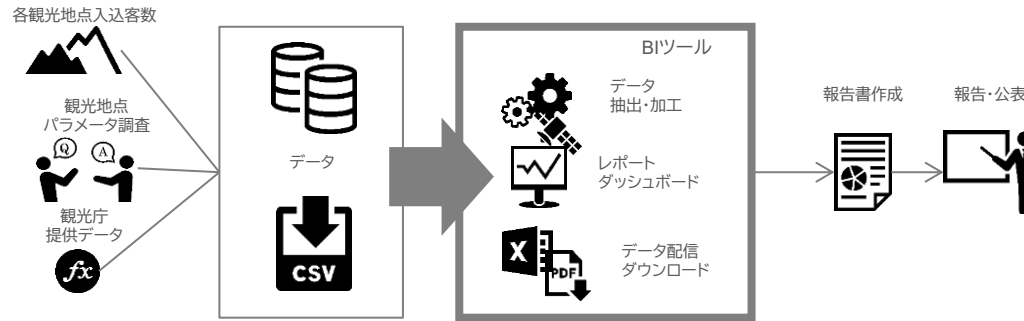 各観光地点入込客数
観光地点
パラメータ調査
Q
A
観光庁
提供データ
fx
データ
CSV
BIツール
データ
抽出・加工
レポート
ダッシュボード
X
PDF
データ配信
ダウンロード
報告書作成
報告・公表